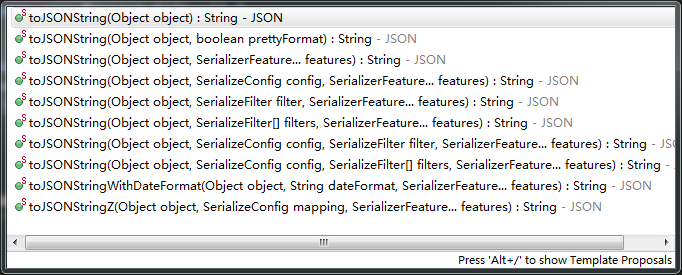 toJSONString(Object object) : String - JSON
toJSONString(Object object, boolean prettyFormat) : String - JSON
toJSONString(Object object, SerializerFeature... features) : String - JSON
toJSONString(Object object, SerializeConfig config, SerializerFeature... features) : String - JSON
toJSONString(Object object, SerializeFilter filter, SerializerFeature... features) : String - JSON
toJSONString(Object object, SerializeFilter[] filters, SerializerFeature... features) : String - JSON
toJSONString(Object object, SerializeConfig config, SerializeFilter filter, SerializerFeature... features) : String - JSON
toJSONString(Object object, SerializeConfig config, SerializeFilter[] filters, SerializerFeature... features) : String - JSON
toJSONStringWithDateFormat(Object object, String dateFormat, SerializerFeature... features) : String - JSON
toJSONStringZ(Object object, SerializeConfig mapping, SerializerFeature... features) : String - JSON
Press 'Alt+/' to show Template Proposals